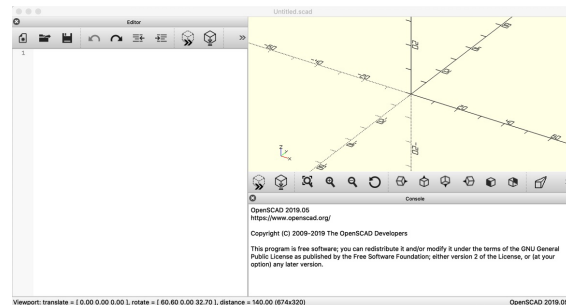 Untitled.scad
Editor
»
1
z
y
x
Console
OpenSCAD 2019.05
https://www.openscad.org/
Copyright (C) 2009-2019 The OpenSCAD Developers
This program is free software; you can redistribute it and/or modify it under the terms of the GNU General
Public License as published by the Free Software Foundation; either version 2 of the License, or (at your
option) any later version.
Viewport: translate = [ 0.00 0.00 0.00 ], rotate = [ 60.60 0.00 32.70 ], distance = 140.00 (674x320)
OpenSCAD 2019.05